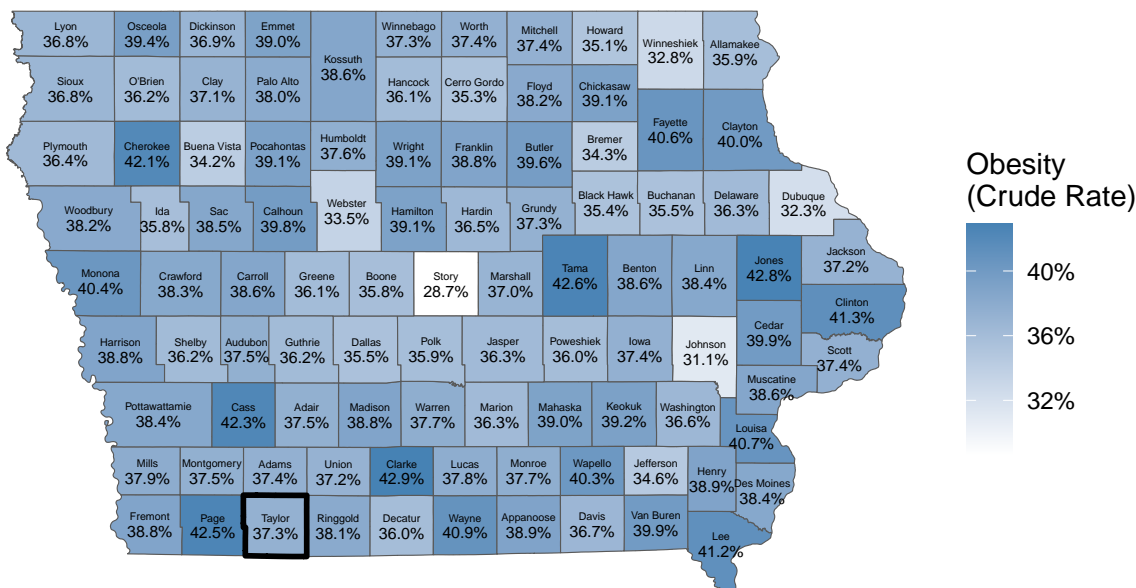 Lyon
36.8%
Osceola
39.4%
Dickinson
36.9%
Emmet
39.0%
Kossuth
38.6%
Winnebago
37.3%
Worth
37.4%
Mitchell
37.4%
Howard
35.1%
Winneshiek
32.8%
Allamakee
35.9%
Sioux
36.8%
O'Brien
36.2%
Clay
37.1%
Palo Alto
38.0%
Hancock
36.1%
Cerro Gordo
35.3%
Floyd
38.2%
Chickasaw
39.1%
Fayette
40.6%
Clayton
40.0%
Plymouth
36.4%
Cherokee
42.1%
Buena Vista
34.2%
Pocahontas
39.1%
Humboldt
37.6%
Wright
39.1%
Franklin
38.8%
Butler
39.6%
Bremer
34.3%
Woodbury
38.2%
Ida
35.8%
Sac
38.5%
Calhoun
39.8%
Webster
33.5%
Hamilton
39.1%
Hardin
36.5%
Grundy
37.3%
Black Hawk
35.4%
Buchanan
35.5%
Delaware
36.3%
Dubuque
32.3%
Monona
40.4%
Crawford
38.3%
Carroll
38.6%
Greene
36.1%
Boone
35.8%
Story
28.7%
Marshall
37.0%
Tama
42.6%
Benton
38.6%
Linn
38.4%
Jones
42.8%
Jackson
37.2%
Clinton
41.3%
Harrison
38.8%
Shelby
36.2%
Audubon
37.5%
Guthrie
36.2%
Dallas
35.5%
Polk
35.9%
Jasper
36.3%
Poweshiek
36.0%
Iowa
37.4%
Johnson
31.1%
Cedar
39.9%
Scott
37.4%
Muscatine
38.6%
Pottawattamie
38.4%
Cass
42.3%
Adair
37.5%
Madison
38.8%
Warren
37.7%
Marion
36.3%
Mahaska
39.0%
Keokuk
39.2%
Washington
36.6%
Louisa
40.7%
Mills
37.9%
Montgomery
37.5%
Adams
37.4%
Union
37.2%
Clarke
42.9%
Lucas
37.8%
Monroe
37.7%
Wapello
40.3%
Jefferson
34.6%
Henry
38.9%
Des Moines
38.4%
Fremont
38.8%
Page
42.5%
Taylor
37.3%
Ringgold
38.1%
Decatur
36.0%
Wayne
40.9%
Appanoose
38.9%
Davis
36.7%
Van Buren
39.9%
Lee
41.2%
Obesity
(Crude Rate)
40%
36%
32%